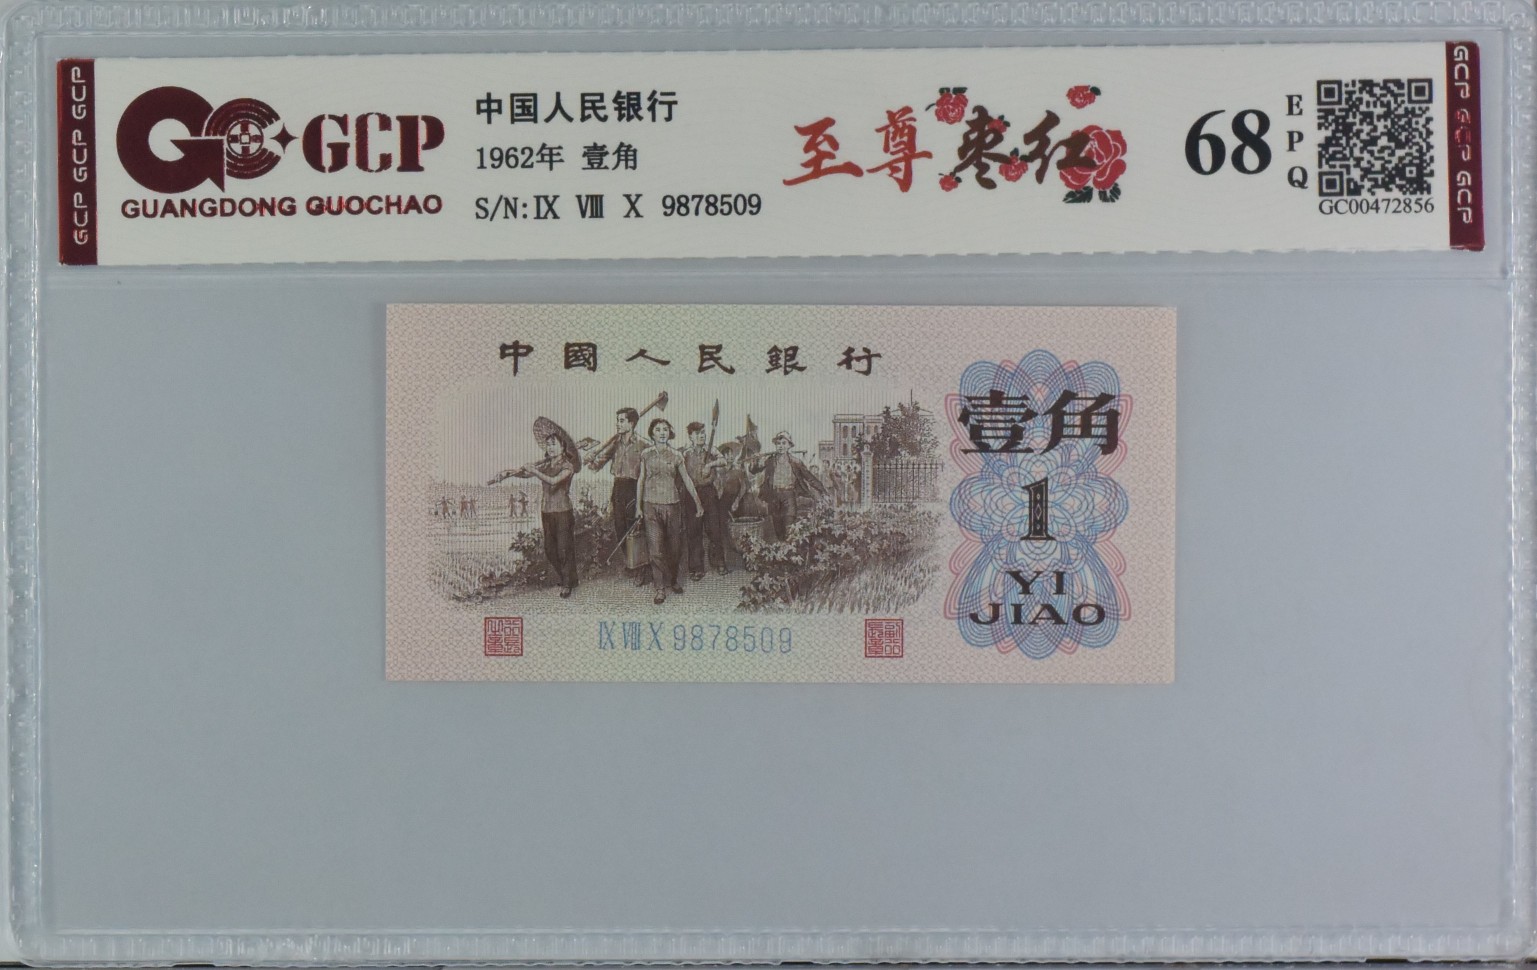 GCP GCP GCP
GCP
GUANGDONG GUOCHAO
中国人民银行
1962年 壹角
S/N: Ⅸ Ⅷ Ⅹ 9878509
至尊枣红
68
E
P
Q
GC00472856
GCP GCP GCP
中國人民銀行
壹角
1
YI
JIAO
Ⅸ Ⅷ Ⅹ 9878509